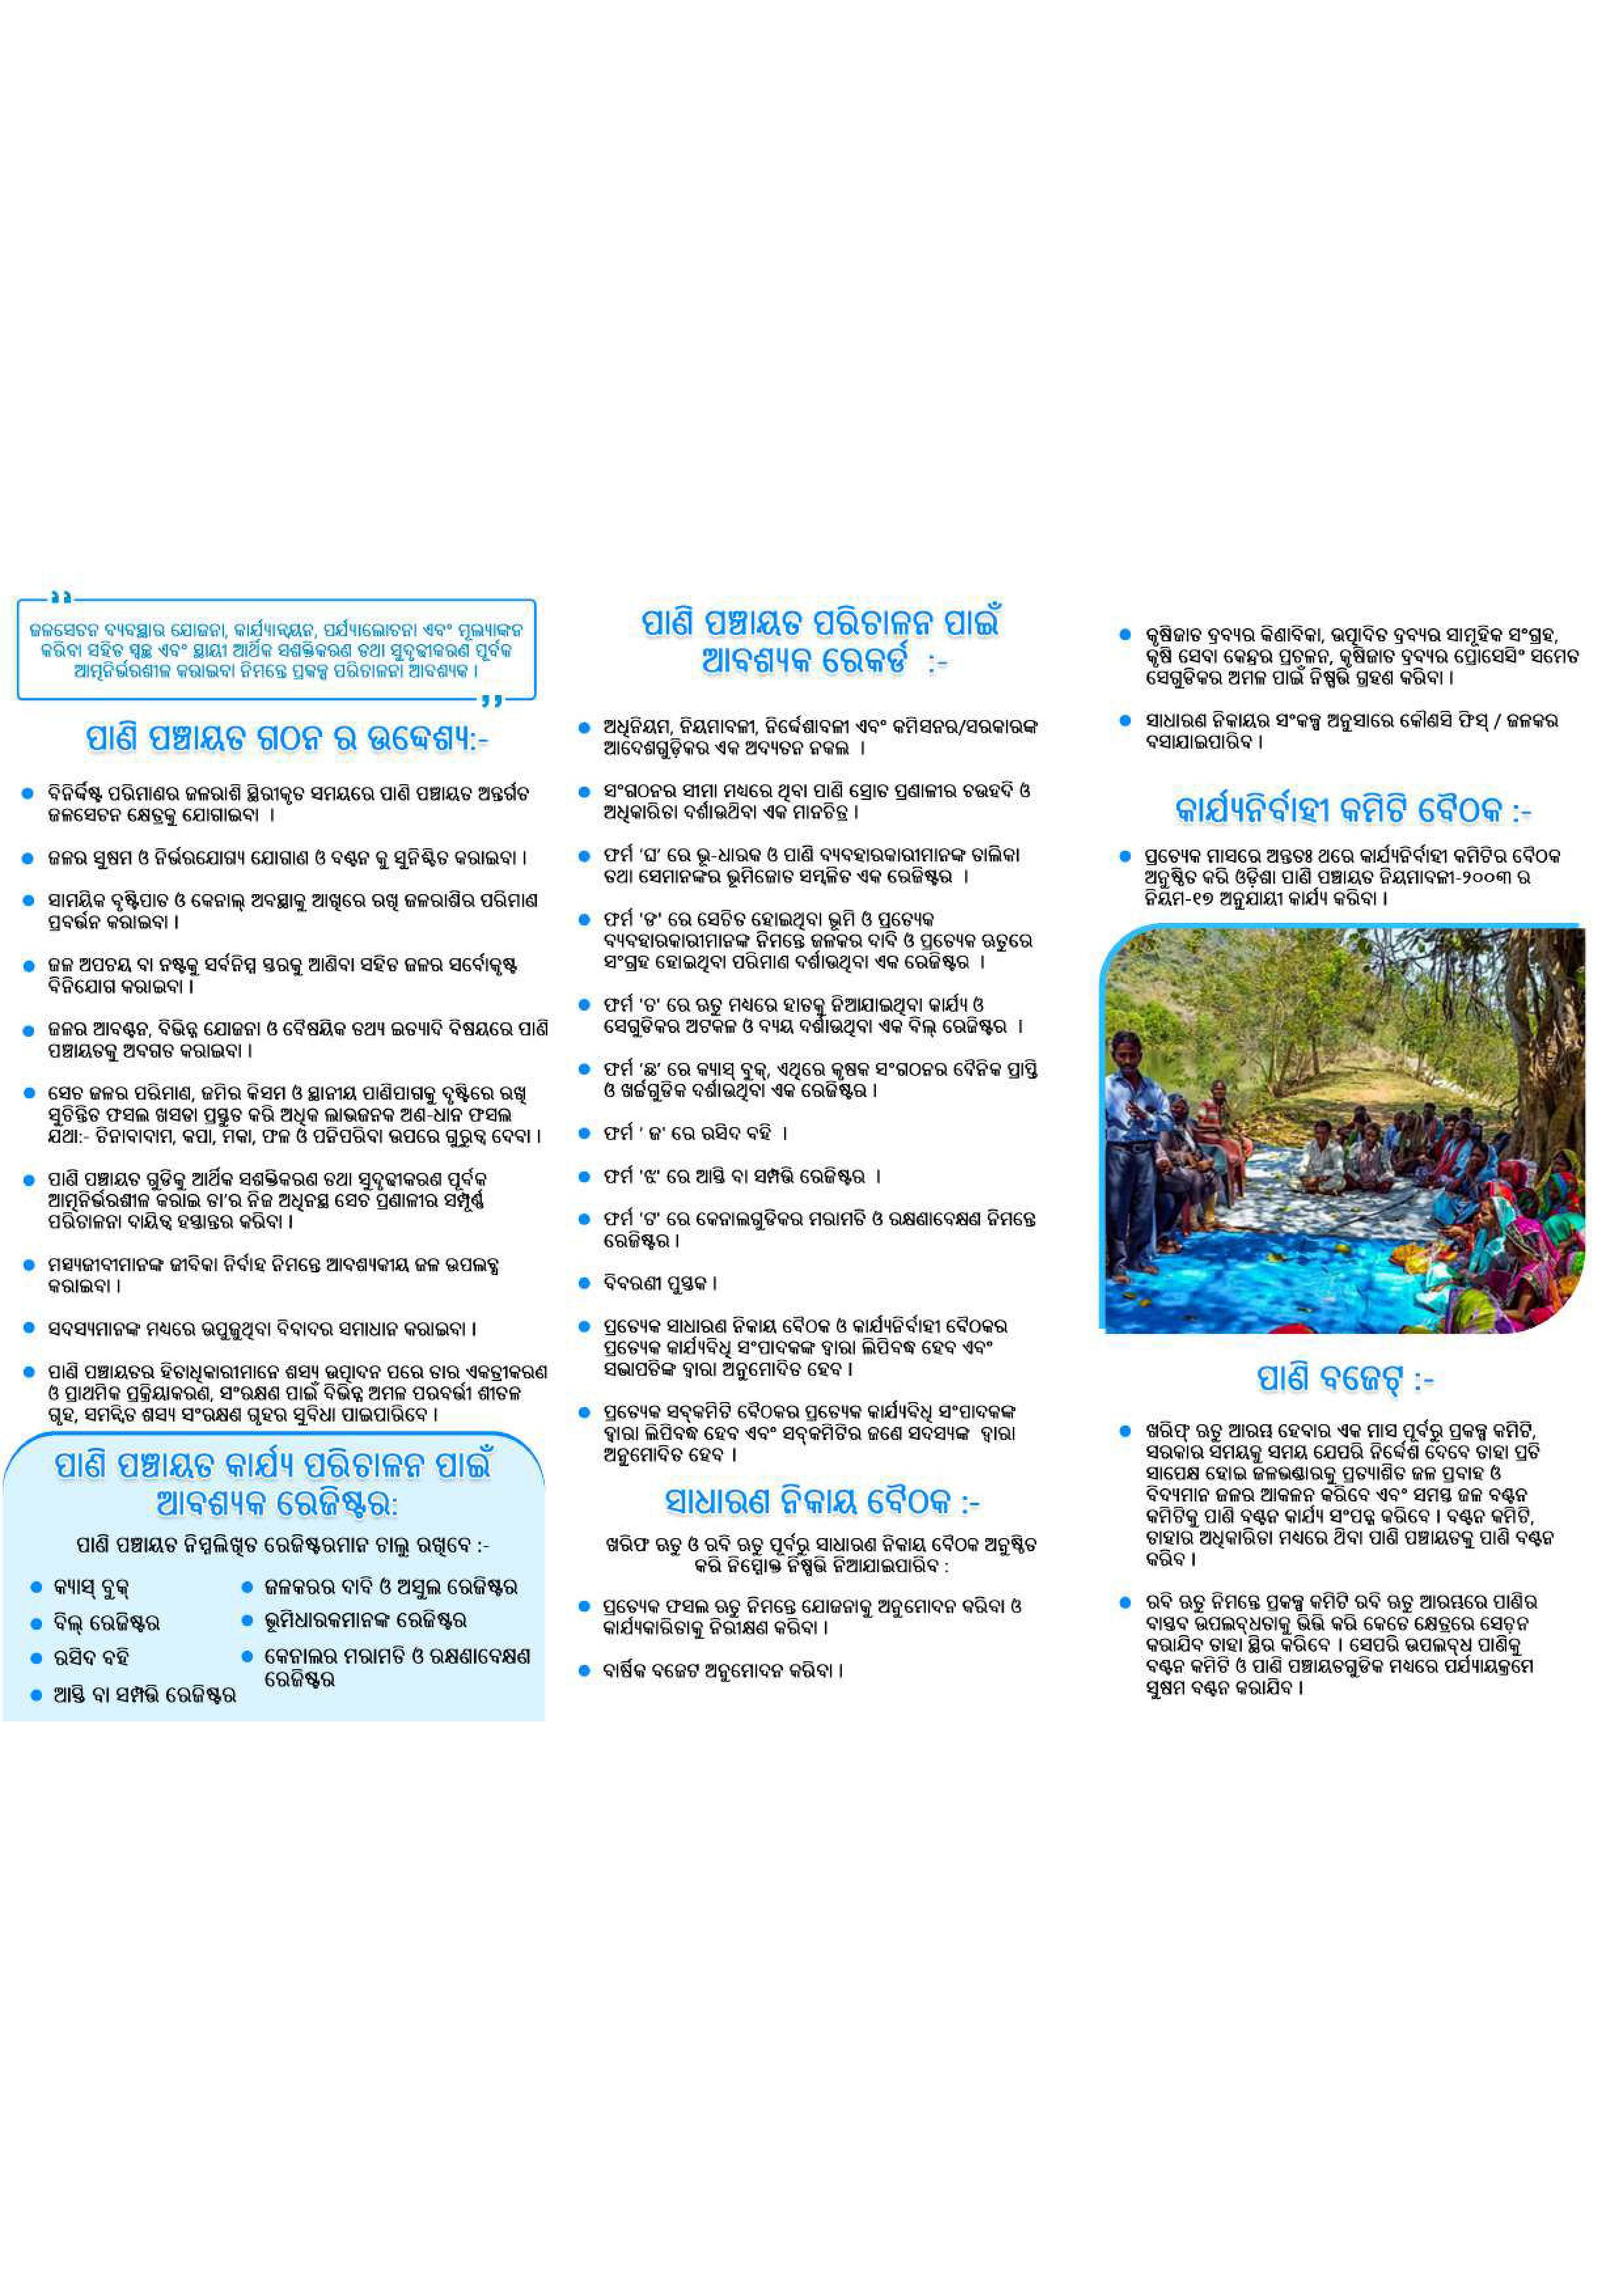 ଜଳସେଚନ ବ୍ୟବସ୍ଥାର ଯୋଜନା, କାର୍ଯ୍ୟାନ୍ୱୟନ, ପର୍ଯ୍ୟାଲୋଚନା ଏବଂ ମୂଲ୍ୟାଙ୍କନ
କରିବା ସହିତ ସ୍ୱଚ୍ଛ ଏବଂ ସ୍ଥାୟୀ ଆର୍ଥିକ ସଶକ୍ତିକରଣ ତଥା ସୁଦୃଢୀକରଣ ପୂର୍ବକ
ଆତ୍ମନିର୍ଭରଶୀଳ କରାଇବା ନିମନ୍ତେ ପ୍ରକଳ୍ପ ପରିଚାଳନା ଆବଶ୍ୟକ ।
ପାଣି ପଞ୍ଚାୟତ ଗଠନ ର ଉଦ୍ଦେଶ୍ୟ:-
ବିନିର୍ଦ୍ଦିଷ୍ଟ ପରିମାଣର ଜଳରାଶି ସ୍ଥିରୀକୃତ ସମୟରେ ପାଣି ପଞ୍ଚାୟତ ଅନ୍ତର୍ଗତ
ଜଳସେଚନ କ୍ଷେତ୍ରକୁ ଯୋଗାଇବା ।
ଜଳର ସୁଷମ ଓ ନିର୍ଭରଯୋଗ୍ୟ ଯୋଗାଣ ଓ ବଣ୍ଟନ କୁ ସୁନିଶ୍ଚିତ କରାଇବା ।
ସାମୟିକ ବୃଷ୍ଟିପାତ ଓ କେନାଲ୍ ଅବସ୍ଥାକୁ ଆଖିରେ ରଖି ଜଳରାଶିର ପରିମାଣ
ପ୍ରବର୍ତ୍ତନ କରାଇବା ।
ଜଳ ଅପଚୟ ବା ନଷ୍ଟକୁ ସର୍ବନିମ୍ନ ସ୍ତରକୁ ଆଣିବା ସହିତ ଜଳର ସର୍ବୋତ୍କୃଷ୍ଟ
ବିନିଯୋଗ କରାଇବା ।
ଜଳର ଆବଣ୍ଟନ, ବିଭିନ୍ନ ଯୋଜନା ଓ ବୈଷୟିକ ତଥ୍ୟ ଇତ୍ୟାଦି ବିଷୟରେ ପାଣି
ପଞ୍ଚାୟତକୁ ଅବଗତ କରାଇବା ।
ସେଚ ଜଳର ପରିମାଣ, ଜମିର କିସମ ଓ ସ୍ଥାନୀୟ ପାଣିପାଗକୁ ଦୃଷ୍ଟିରେ ରଖି
ସୁଚିନ୍ତିତ ଫସଲ ଖସଡା ପ୍ରସ୍ତୁତ କରି ଅଧିକ ଲାଭଜନକ ଅଣ-ଧାନ ଫସଲ
ଯଥା:- ଚିନାବାଦାମ, କପା, ମକା, ଫଳ ଓ ପନିପରିବା ଉପରେ ଗୁରୁତ୍ୱ ଦେବା ।
ପାଣି ପଞ୍ଚାୟତ ଗୁଡିକୁ ଆର୍ଥିକ ସଶକ୍ତିକରଣ ତଥା ସୁଦୃଢୀକରଣ ପୂର୍ବକ
ଆତ୍ମନିର୍ଭରଶୀଳ କରାଇ ତା'ର ନିଜ ଅଧିନସ୍ଥ ସେଚ ପ୍ରଣାଳୀର ସମ୍ପୂର୍ଣ୍ଣ
ପରିଚାଳନା ଦାୟିତ୍ୱ ହସ୍ତାନ୍ତର କରିବା ।
ମତ୍ସ୍ୟଜୀବୀମାନଙ୍କ ଜୀବିକା ନିର୍ବାହ ନିମନ୍ତେ ଆବଶ୍ୟକୀୟ ଜଳ ଉପଲବ୍ଧ
କରାଇବା ।
ସଦସ୍ୟମାନଙ୍କ ମଧ୍ୟରେ ଉପୁଜୁଥିବା ବିବାଦର ସମାଧାନ କରାଇବା ।
ପାଣି ପଞ୍ଚାୟତର ହିତାଧିକାରୀମାନେ ଶସ୍ୟ ଉତ୍ପାଦନ ପରେ ତାର ଏକତ୍ରୀକରଣ
ଓ ପ୍ରାଥମିକ ପ୍ରକ୍ରିୟାକରଣ, ସଂରକ୍ଷଣ ପାଇଁ ବିଭିନ୍ନ ଅମଳ ପରବର୍ତ୍ତୀ ଶୀତଳ
ଗୃହ, ସମନ୍ୱିତ ଶସ୍ୟ ସଂରକ୍ଷଣ ଗୃହର ସୁବିଧା ପାଇପାରିବେ ।
ପାଣି ପଞ୍ଚାୟତ କାର୍ଯ୍ୟ ପରିଚାଳନ ପାଇଁ
ଆବଶ୍ୟକ ରେଜିଷ୍ଟର:
ପାଣି ପଞ୍ଚାୟତ ନିମ୍ନଲିଖିତ ରେଜିଷ୍ଟରମାନ ଚାଲୁ ରଖିବେ :-
କ୍ୟାସ୍ ବୁକ୍
ବିଲ୍ ରେଜିଷ୍ଟର
ରସିଦ ବହି
ଆସ୍ତି ବା ସମ୍ପତ୍ତି ରେଜିଷ୍ଟର
ଜଳକରର ଦାବି ଓ ଅସୁଲ ରେଜିଷ୍ଟର
ଭୂମିଧାରକମାନଙ୍କ ରେଜିଷ୍ଟର
କେନାଲର ମରାମତି ଓ ରକ୍ଷଣାବେକ୍ଷଣ
ରେଜିଷ୍ଟର
ପାଣି ପଞ୍ଚାୟତ ପରିଚାଳନ ପାଇଁ
ଆବଶ୍ୟକ ରେକର୍ଡ :-
ଅଧିନିୟମ, ନିୟମାବଳୀ, ନିର୍ଦ୍ଦେଶାବଳୀ ଏବଂ କମିସନର/ସରକାରଙ୍କ
ଆଦେଶଗୁଡ଼ିକର ଏକ ଅଦ୍ୟତନ ନକଲ ।
ସଂଗଠନର ସୀମା ମଧ୍ୟରେ ଥିବା ପାଣି ସ୍ରୋତ ପ୍ରଣାଳୀର ଚଉହଦି ଓ
ଅଧିକାରିତା ଦର୍ଶାଉଥିବା ଏକ ମାନଚିତ୍ର ।
ଫର୍ମ 'ଘ' ରେ ଭୂ-ଧାରକ ଓ ପାଣି ବ୍ୟବହାରକାରୀମାନଙ୍କ ତାଲିକା
ତଥା ସେମାନଙ୍କର ଭୂମିଜୋତ ସମ୍ବଳିତ ଏକ ରେଜିଷ୍ଟର ।
ଫର୍ମ 'ଙ' ରେ ସେଚିତ ହୋଇଥିବା ଭୂମି ଓ ପ୍ରତ୍ୟେକ
ବ୍ୟବହାରକାରୀମାନଙ୍କ ନିମନ୍ତେ ଜଳକର ଦାବି ଓ ପ୍ରତ୍ୟେକ ଋତୁରେ
ସଂଗ୍ରହ ହୋଇଥିବା ପରିମାଣ ଦର୍ଶାଉଥିବା ଏକ ରେଜିଷ୍ଟର ।
ଫର୍ମ 'ଚ' ରେ ଋତୁ ମଧ୍ୟରେ ହାତକୁ ନିଆଯାଇଥିବା କାର୍ଯ୍ୟ ଓ
ସେଗୁଡିକର ଅଟକଳ ଓ ବ୍ୟୟ ଦର୍ଶାଉଥିବା ଏକ ବିଲ୍ ରେଜିଷ୍ଟର ।
ଫର୍ମ 'ଛ' ରେ କ୍ୟାସ୍ ବୁକ୍, ଏଥିରେ କୃଷକ ସଂଗଠନର ଦୈନିକ ପ୍ରାପ୍ତି
ଓ ଖର୍ଚ୍ଚଗୁଡିକ ଦର୍ଶାଉଥିବା ଏକ ରେଜିଷ୍ଟର ।
ଫର୍ମ ' ଜ' ରେ ରସିଦ ବହି ।
ଫର୍ମ 'ଝ' ରେ ଆସ୍ତି ବା ସମ୍ପତ୍ତି ରେଜିଷ୍ଟର ।
ଫର୍ମ 'ଟ' ରେ କେନାଲଗୁଡିକର ମରାମତି ଓ ରକ୍ଷଣାବେକ୍ଷଣ ନିମନ୍ତେ
ରେଜିଷ୍ଟର ।
ବିବରଣୀ ପୁସ୍ତକ ।
ପ୍ରତ୍ୟେକ ସାଧାରଣ ନିକାୟ ବୈଠକ ଓ କାର୍ଯ୍ୟନିର୍ବାହୀ ବୈଠକର
ପ୍ରତ୍ୟେକ କାର୍ଯ୍ୟବିଧି ସଂପାଦକଙ୍କ ଦ୍ୱାରା ଲିପିବଦ୍ଧ ହେବ ଏବଂ
ସଭାପତିଙ୍କ ଦ୍ୱାରା ଅନୁମୋଦିତ ହେବ ।
ପ୍ରତ୍ୟେକ ସବ୍‌କମିଟି ବୈଠକର ପ୍ରତ୍ୟେକ କାର୍ଯ୍ୟବିଧି ସଂପାଦକଙ୍କ
ଦ୍ୱାରା ଲିପିବଦ୍ଧ ହେବ ଏବଂ ସବ୍‌କମିଟିର ଜଣେ ସଦସ୍ୟଙ୍କ ଦ୍ୱାରା
ଅନୁମୋଦିତ ହେବ ।
ସାଧାରଣ ନିକାୟ ବୈଠକ :-
ଖରିଫ ଋତୁ ଓ ରବି ଋତୁ ପୂର୍ବରୁ ସାଧାରଣ ନିକାୟ ବୈଠକ ଅନୁଷ୍ଠିତ
କରି ନିମ୍ନୋକ୍ତ ନିଷ୍ପତ୍ତି ନିଆଯାଇପାରିବ :
ପ୍ରତ୍ୟେକ ଫସଲ ଋତୁ ନିମନ୍ତେ ଯୋଜନାକୁ ଅନୁମୋଦନ କରିବା ଓ
କାର୍ଯ୍ୟକାରିତାକୁ ନିରୀକ୍ଷଣ କରିବା ।
ବାର୍ଷିକ ବଜେଟ ଅନୁମୋଦନ କରିବା ।
କୃଷିଜାତ ଦ୍ରବ୍ୟର କିଣାବିକା, ଉତ୍ପାଦିତ ଦ୍ରବ୍ୟର ସାମୂହିକ ସଂଗ୍ରହ,
କୃଷି ସେବା କେନ୍ଦ୍ରର ପ୍ରଚଳନ, କୃଷିଜାତ ଦ୍ରବ୍ୟର ପ୍ରୋସେସିଂ ସମେତ
ସେଗୁଡିକର ଅମଳ ପାଇଁ ନିଷ୍ପତ୍ତି ଗ୍ରହଣ କରିବା ।
ସାଧାରଣ ନିକାୟର ସଂକଳ୍ପ ଅନୁସାରେ କୌଣସି ଫିସ୍ / ଜଳକର
ବସାଯାଇପାରିବ ।
କାର୍ଯ୍ୟନିର୍ବାହୀ କମିଟି ବୈଠକ :-
ପ୍ରତ୍ୟେକ ମାସରେ ଅନ୍ତତଃ ଥରେ କାର୍ଯ୍ୟନିର୍ବାହୀ କମିଟିର ବୈଠକ
ଅନୁଷ୍ଠିତ କରି ଓଡ଼ିଶା ପାଣି ପଞ୍ଚାୟତ ନିୟମାବଳୀ-୨୦୦୩ ର
ନିୟମ-୧୭ ଅନୁଯାୟୀ କାର୍ଯ୍ୟ କରିବା ।
ପାଣି ବଜେଟ୍ :-
ଖରିଫ୍ ଋତୁ ଆରମ୍ଭ ହେବାର ଏକ ମାସ ପୂର୍ବରୁ ପ୍ରକଳ୍ପ କମିଟି,
ସରକାର ସମୟକୁ ସମୟ ଯେପରି ନିର୍ଦ୍ଦେଶ ଦେବେ ତାହା ପ୍ରତି
ସାପେକ୍ଷ ହୋଇ ଜଳଭଣ୍ଡାରକୁ ପ୍ରତ୍ୟାଶିତ ଜଳ ପ୍ରବାହ ଓ
ବିଦ୍ୟମାନ ଜଳର ଆକଳନ କରିବେ ଏବଂ ସମସ୍ତ ଜଳ ବଣ୍ଟନ
କମିଟିକୁ ପାଣି ବଣ୍ଟନ କାର୍ଯ୍ୟ ସଂପନ୍ନ କରିବେ । ବଣ୍ଟନ କମିଟି,
ତାହାର ଅଧିକାରିତା ମଧ୍ୟରେ ଥିବା ପାଣି ପଞ୍ଚାୟତକୁ ପାଣି ବଣ୍ଟନ
କରିବ ।
ରବି ଋତୁ ନିମନ୍ତେ ପ୍ରକଳ୍ପ କମିଟି ରବି ଋତୁ ଆରମ୍ଭରେ ପାଣିର
ବାସ୍ତବ ଉପଲବ୍‌ଧତାକୁ ଭିତ୍ତି କରି କେତେ କ୍ଷେତ୍ରରେ ସେଚ଼ନ
କରାଯିବ ତାହା ସ୍ଥିର କରିବେ । ସେପରି ଉପଲବ୍‌ଧ ପାଣିକୁ
ବଣ୍ଟନ କମିଟି ଓ ପାଣି ପଞ୍ଚାୟତଗୁଡିକ ମଧ୍ୟରେ ପର୍ଯ୍ୟାୟକ୍ରମେ
ସୁଷମ ବଣ୍ଟନ କରାଯିବ ।